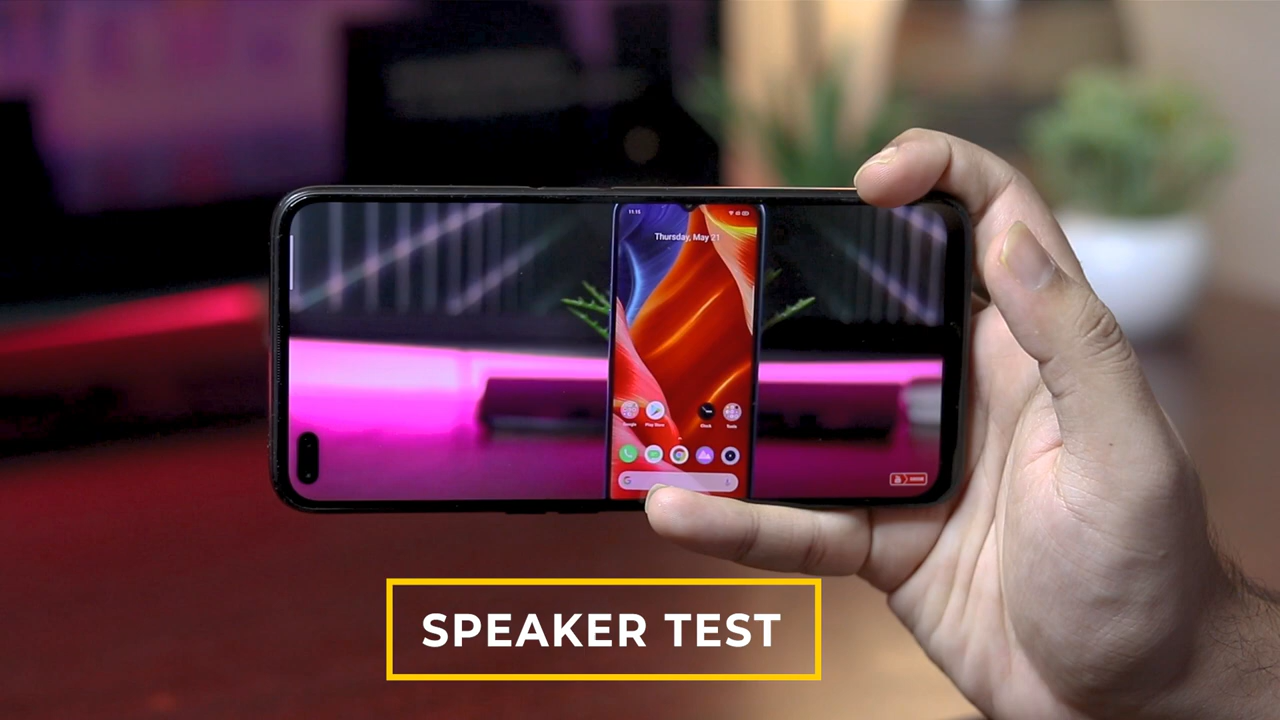 11:15
Thursday, May 21
Google
Play Store
Clock
Tools
G
SPEAKER TEST